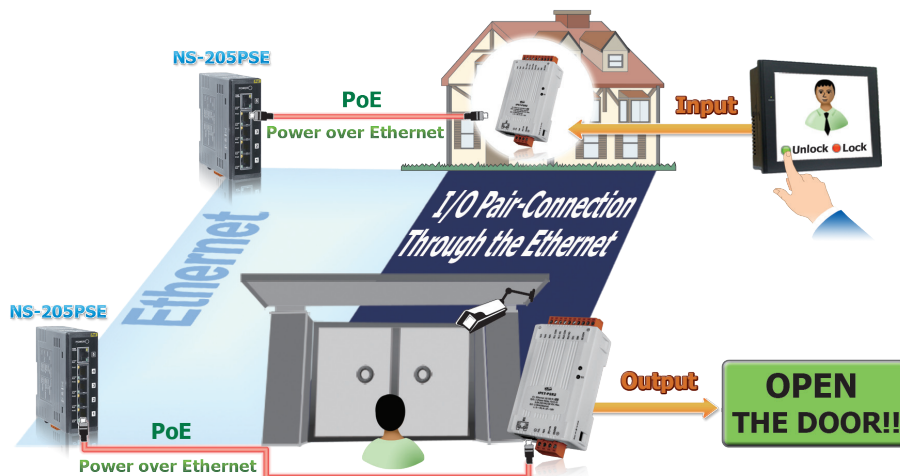 NS-205PSE
PoE
Power over Ethernet
Input
Unlock Lock
I/O Pair-Connection
Through the Ethernet
Ethernet
NS-205PSE
Output
OPEN
THE DOOR!!
PoE
Power over Ethernet